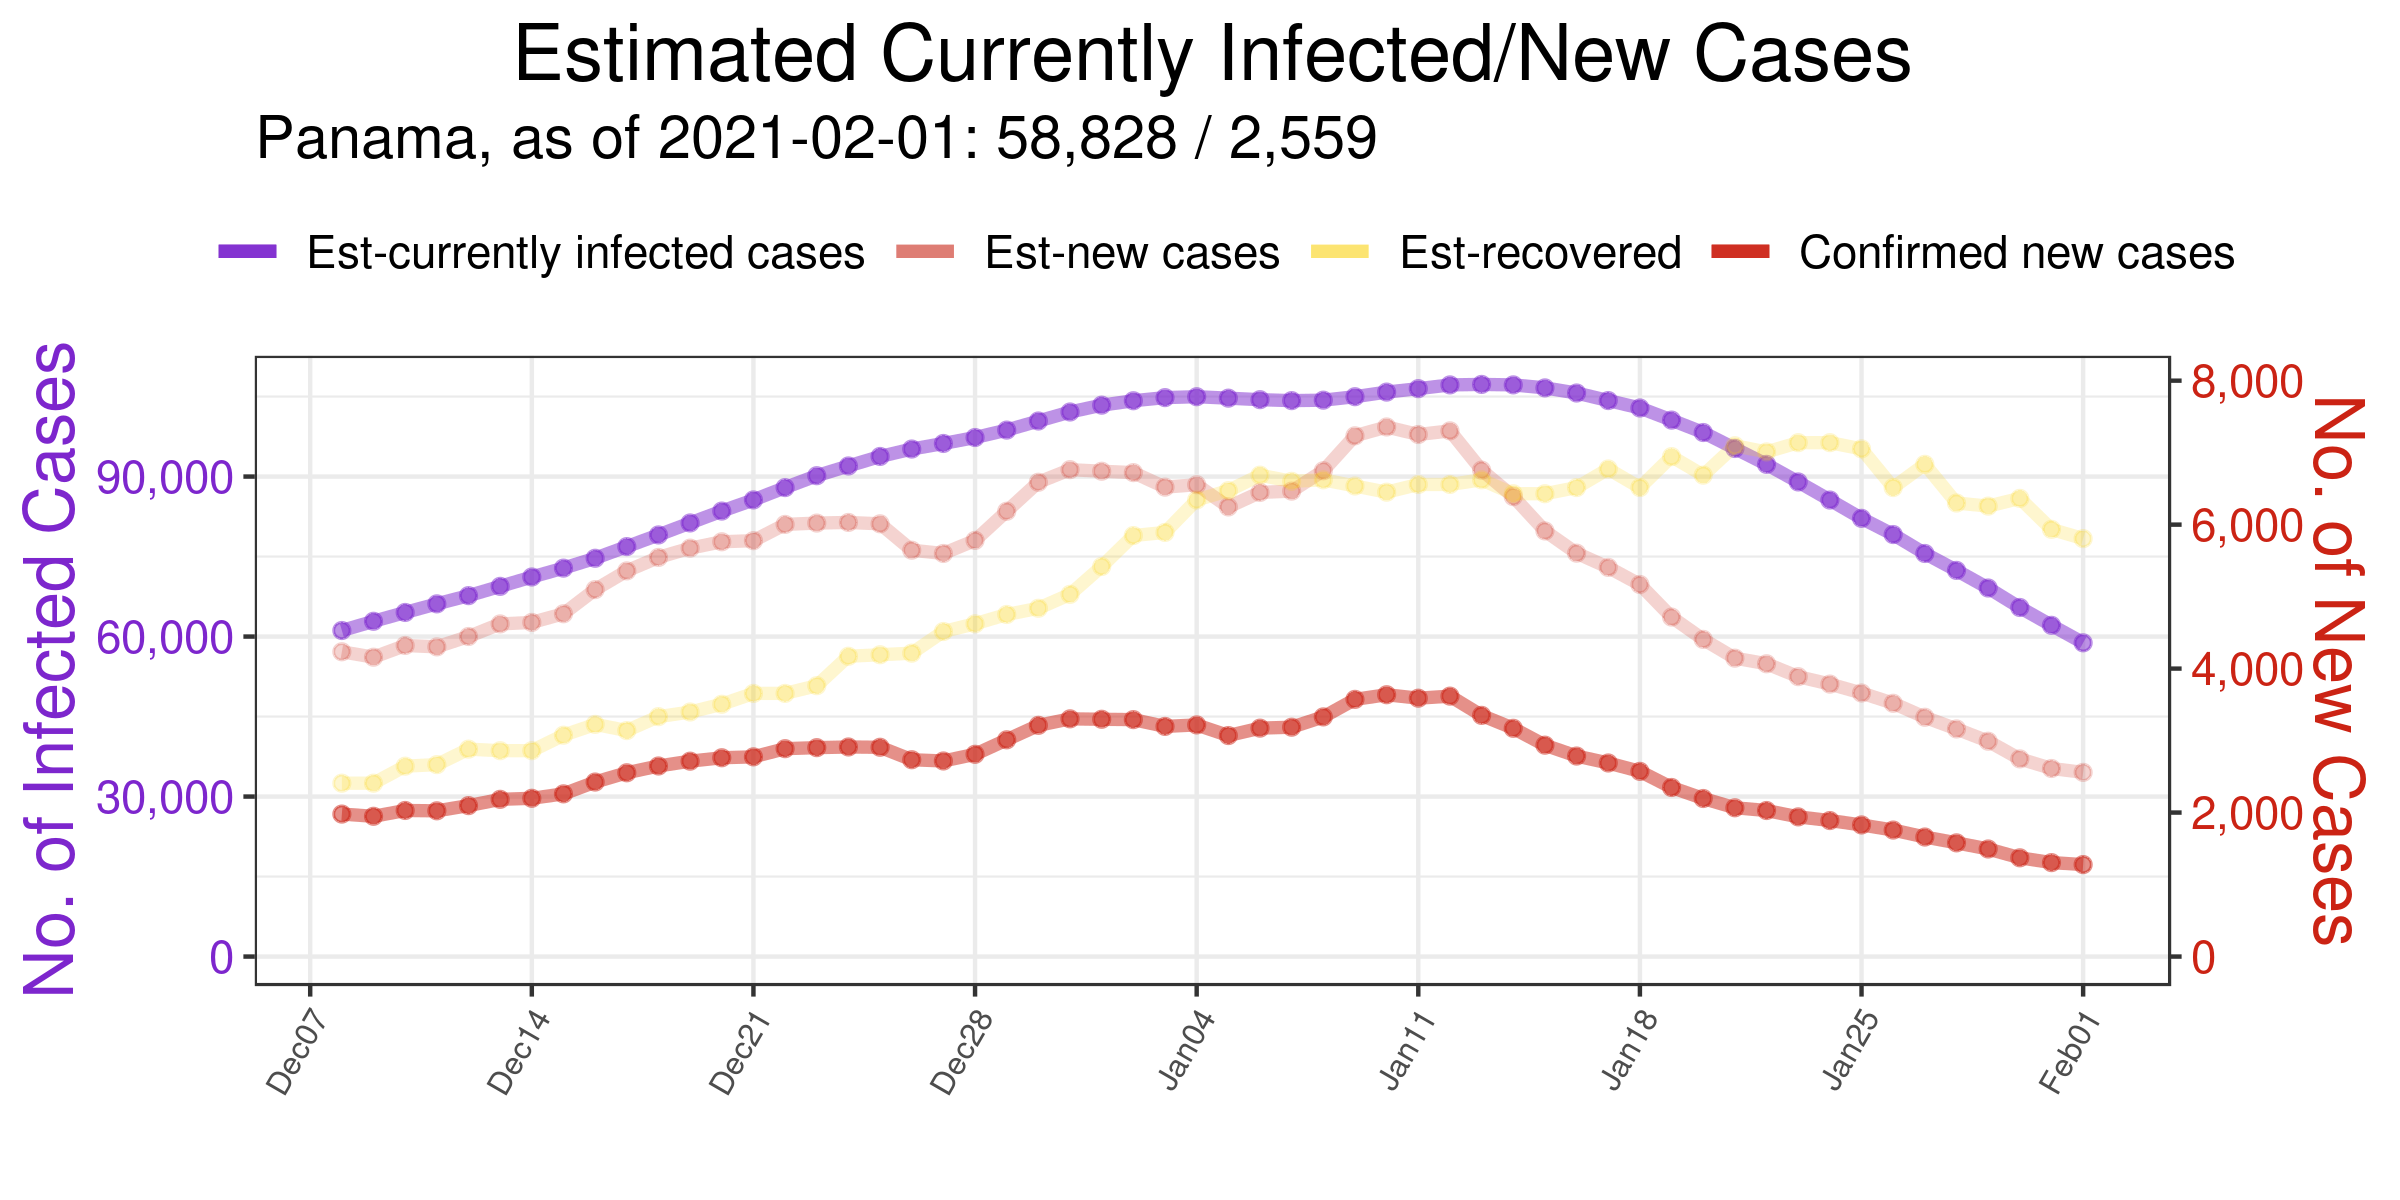 Estimated Currently Infected/New Cases
Panama, as of 2021-02-01: 58,828 / 2,559
Est-currently infected cases Est-new cases Est-recovered Confirmed new cases
No. of Infected Cases
90,000
60,000
30,000
0
8,000
6,000
4,000
2,000
0
No. of New Cases
Dec07 Dec14 Dec21 Dec28 Jan04 Jan11 Jan18 Jan25 Feb01